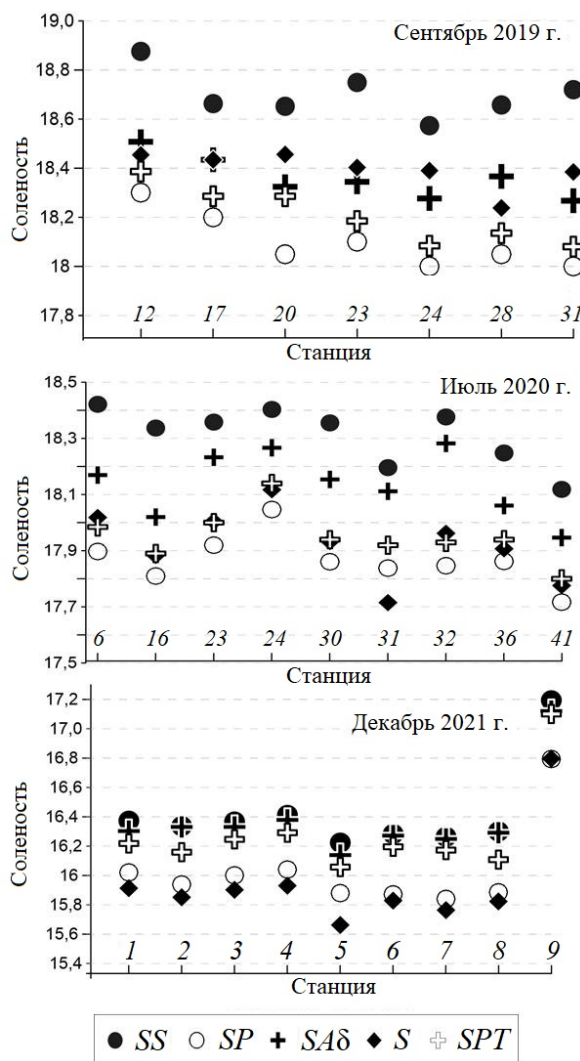 Сентябрь 2019 г.
Соленость
19,0
18,8
18,6
18,4
18,2
18
17,8
12 17 20 23 24 28 31
Станция
Июль 2020 г.
Соленость
18,5
18,3
18,1
17,9
17,7
17,5
6 16 23 24 30 31 32 36 41
Станция
Декабрь 2021 г.
Соленость
17,2
17,0
16,8
16,4
16,2
16
15,8
15,6
15,4
1 2 3 4 5 6 7 8 9
Станция
SS SP SAδ S SPT